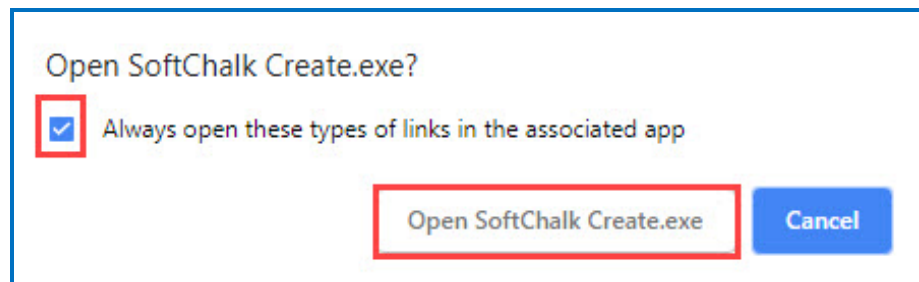 Open SoftChalk Create.exe?
Always open these types of links in the associated app
Open SoftChalk Create.exe
Cancel